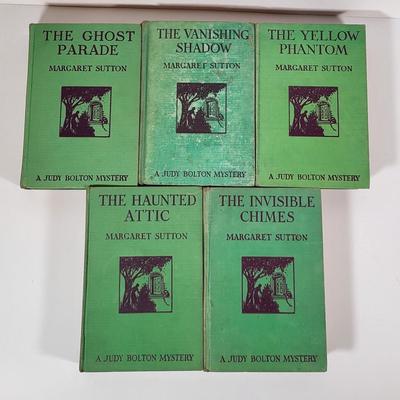 THE GHOST
PARADE
MARGARET SUTTON
A JUDY BOLTON MYSTERY
THE VANISHING
SHADOW
MARGARET SUTTON
A JUDY BOLTON MYSTERY
THE YELLOW
PHANTOM
MARGARET SUTTON
A JUDY BOLTON MYSTERY
THE HAUNTED
ATTIC
MARGARET SUTTON
A JUDY BOLTON MYSTERY
THE INVISIBLE
CHIMES
MARGARET SUTTON
A JUDY BOLTON MYSTERY